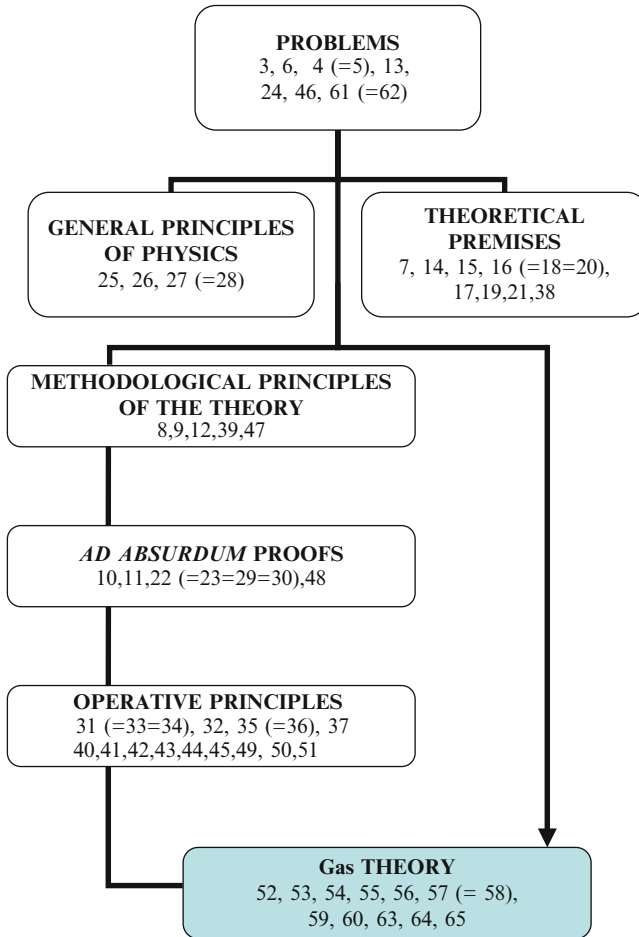 PROBLEMS
3, 6, 4 (=5), 13,
24, 46, 61 (=62)
GENERAL PRINCIPLES
OF PHYSICS
25, 26, 27 (=28)
THEORETICAL
PREMISES
7, 14, 15, 16 (=18=20),
17,19,21,38
METHODOLOGICAL PRINCIPLES
OF THE THEORY
8,9,12,39,47
AD ABSURDUM PROOFS
10,11,22 (=23=29=30),48
OPERATIVE PRINCIPLES
31 (=33=34), 32, 35 (=36), 37
40,41,42,43,44,45,49, 50,51
Gas THEORY
52, 53, 54, 55, 56, 57 (= 58),
59, 60, 63, 64, 65